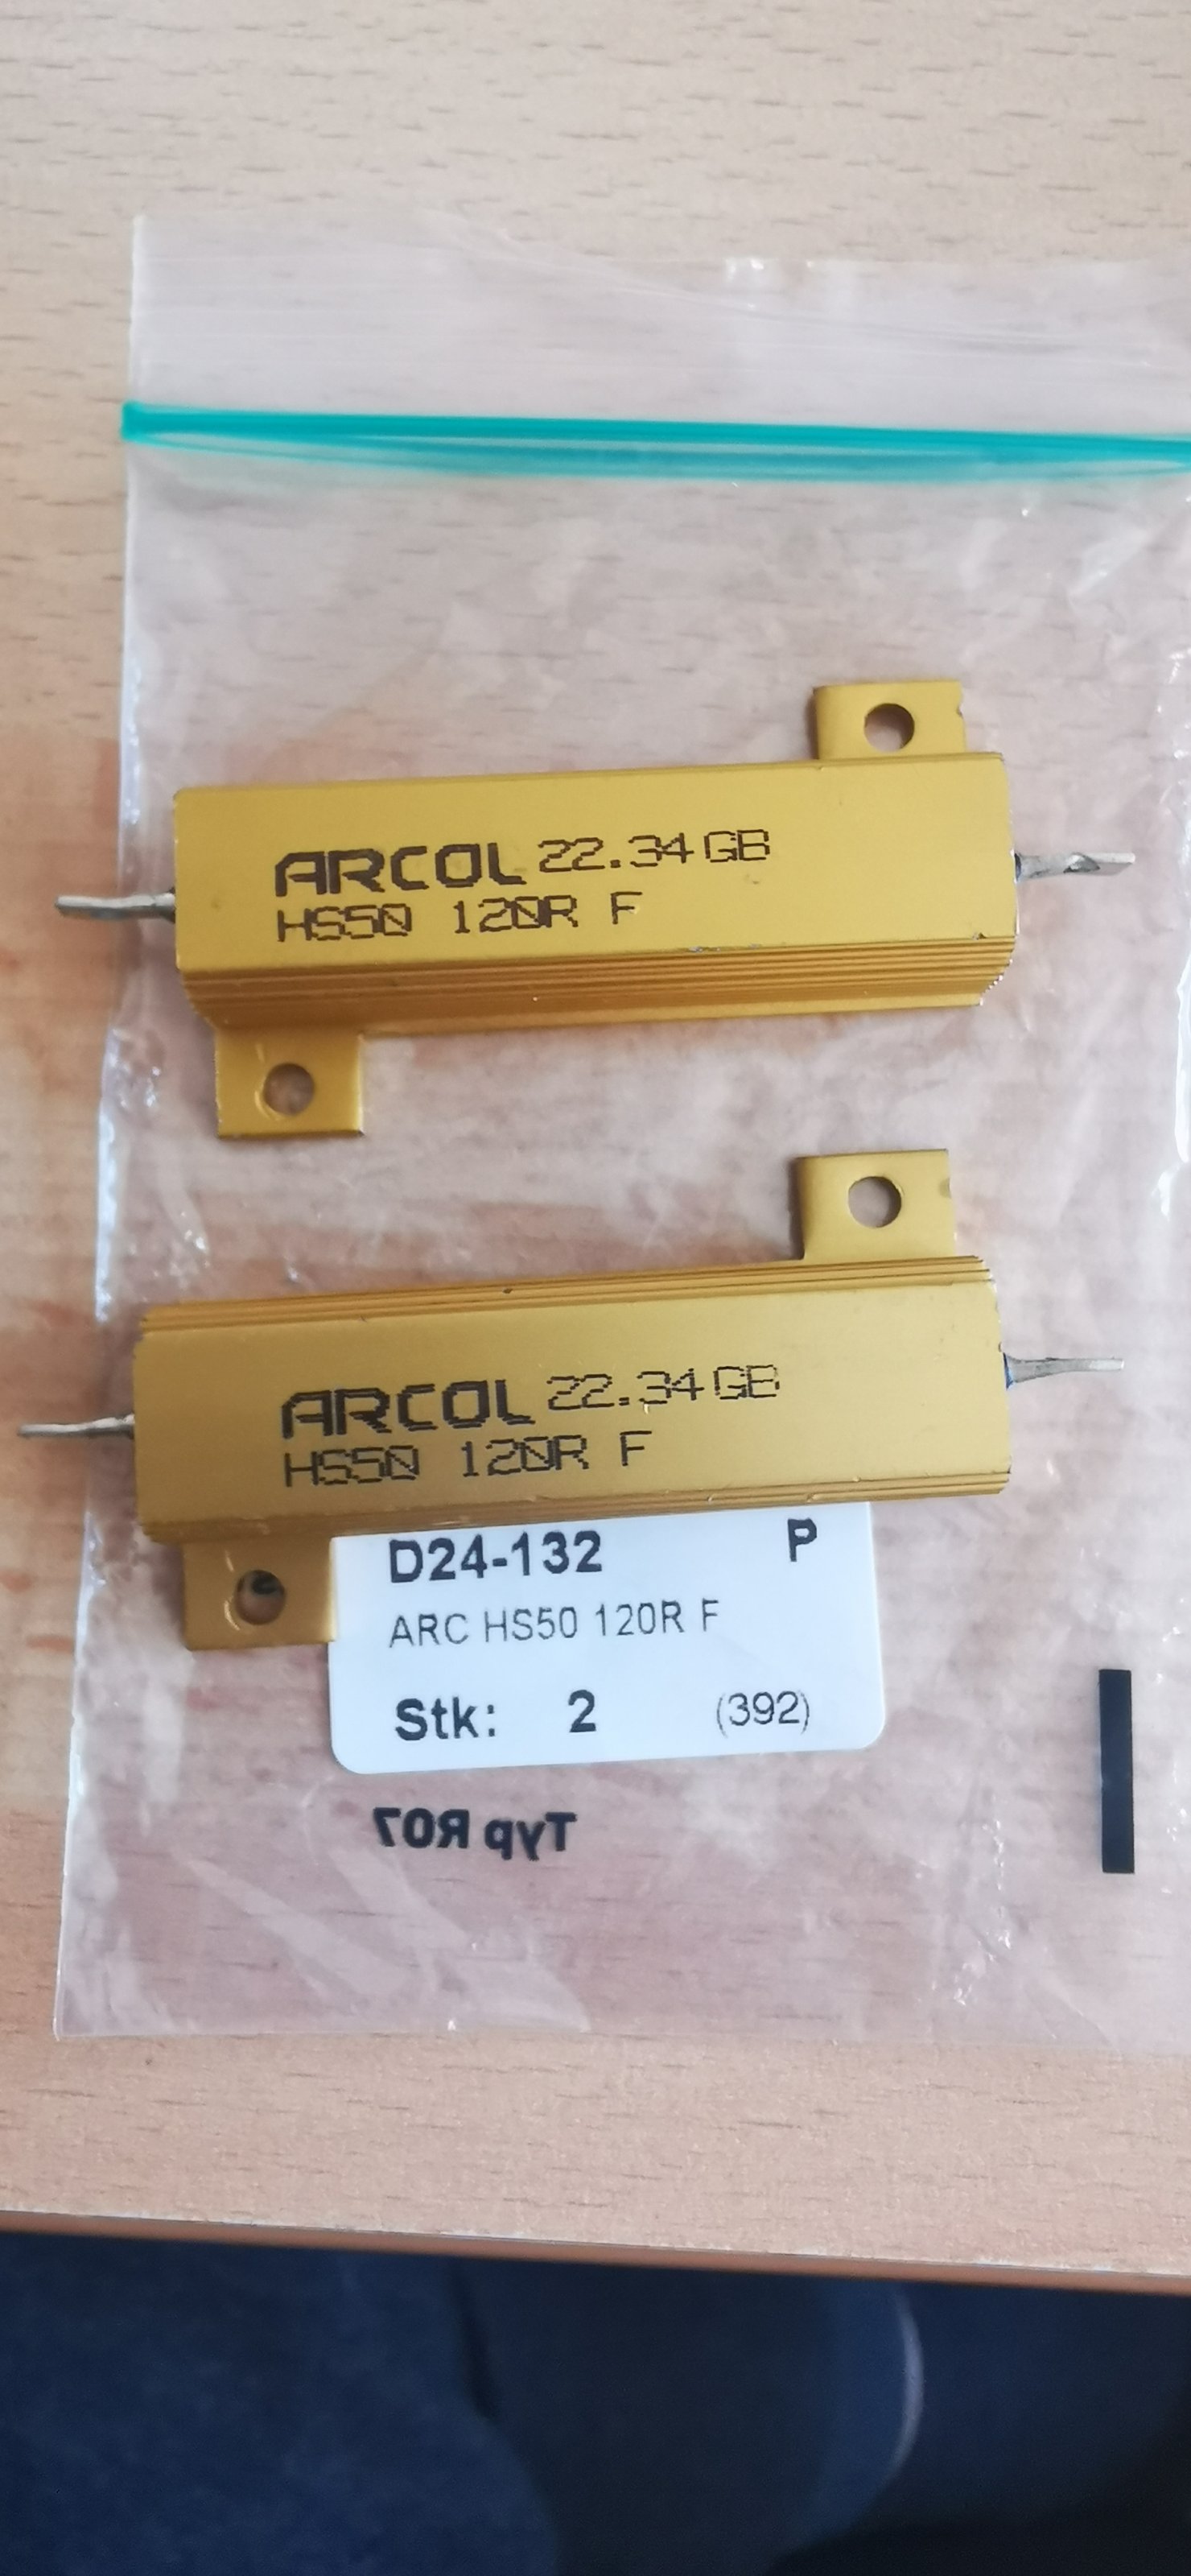 ARCOL 22.34 GB
HS50 120R F
ARCOL 22.34 GB
HS50 120R F
D24-132 P
ARC HS50 120R F
Stk: 2 (392)
Typ R07